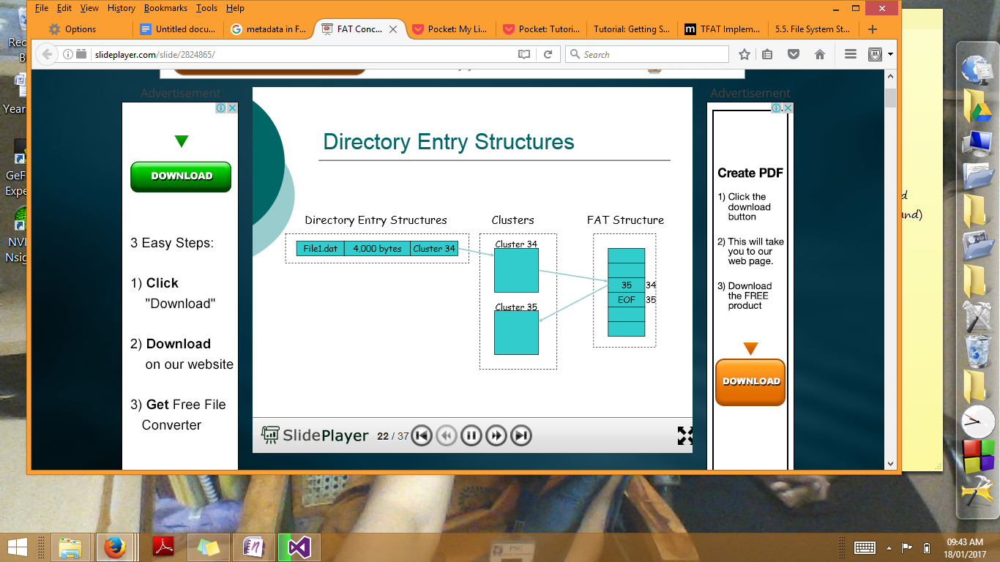 File Edit View History Bookmarks Tools Help
Options
Untitled docu...
metadata in F...
FAT Conc...
Pocket: My Li...
Pocket: Tutori...
Tutorial: Getting S...
TFAT Implem...
5.5. File System St...
slideplayer.com/slide/2824865/
Search
Advertisement
DOWNLOAD
3 Easy Steps:
1) Click
"Download"
2) Download
on our website
3) Get Free File
Converter
Directory Entry Structures
Directory Entry Structures Clusters FAT Structure
File1.dat 4,000 bytes Cluster 34
Cluster 34
35 34
EOF 35
Cluster 35
SlidePlayer 22 / 37
Advertisement
Create PDF
1) Click the
download
button
2) This will take
you to our
web page.
3) Download
the FREE
product
DOWNLOAD
Year
GeFo
Expe
NVI
Nsig
09:43 AM
18/01/2017